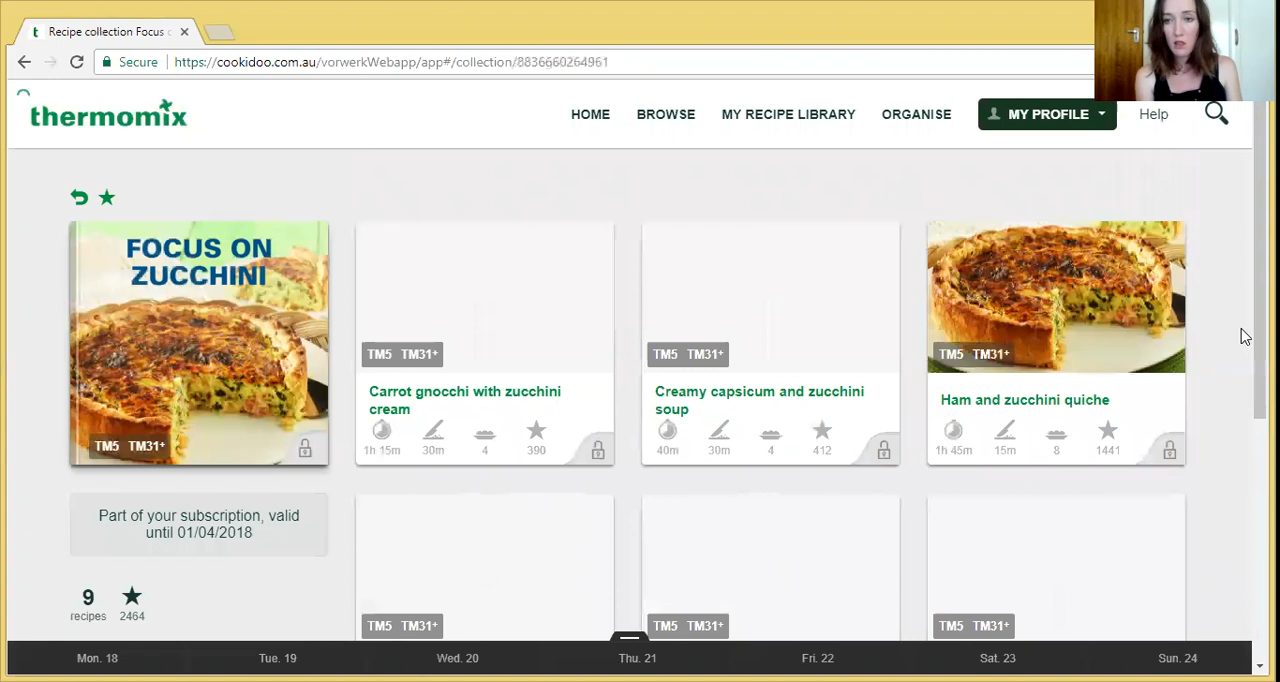 Recipe collection Focus
Secure
https://cookidoo.com.au/vorwerkWebapp/app#/collection/8836660264961
thermomix
HOME
BROWSE
MY RECIPE LIBRARY
ORGANISE
MY PROFILE
Help
FOCUS ON
ZUCCHINI
TM5 TM31+
TM5 TM31+
Carrot gnocchi with zucchini
cream
1h 15m
30m
4
390
TM5 TM31+
Creamy capsicum and zucchini
soup
40m
30m
4
412
TM5 TM31+
Ham and zucchini quiche
1h 45m
15m
8
1441
Part of your subscription, valid
until 01/04/2018
9
recipes
2464
TM5 TM31+
TM5 TM31+
TM5 TM31+
Mon. 18
Tue. 19
Wed. 20
Thu. 21
Fri. 22
Sat. 23
Sun. 24